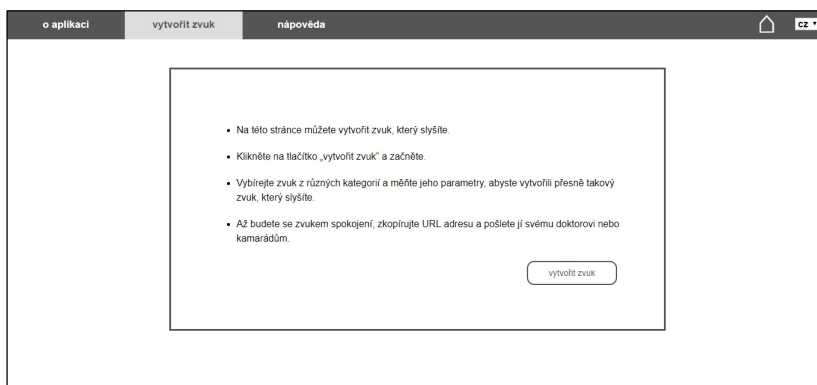 o aplikaci vytvořit zvuk nápověda cz
Na této stránce můžete vytvořit zvuk, který slyšíte.
Klikněte na tlačítko „vytvořit zvuk" a začněte.
Vybírejte zvuk z různých kategorií a měňte jeho parametry, abyste vytvořili přesně takový
zvuk, který slyšíte.
Až budete se zvukem spokojení, zkopírujte URL adresu a pošlete jí svému doktorovi nebo
kamarádům.
vytvořit zvuk